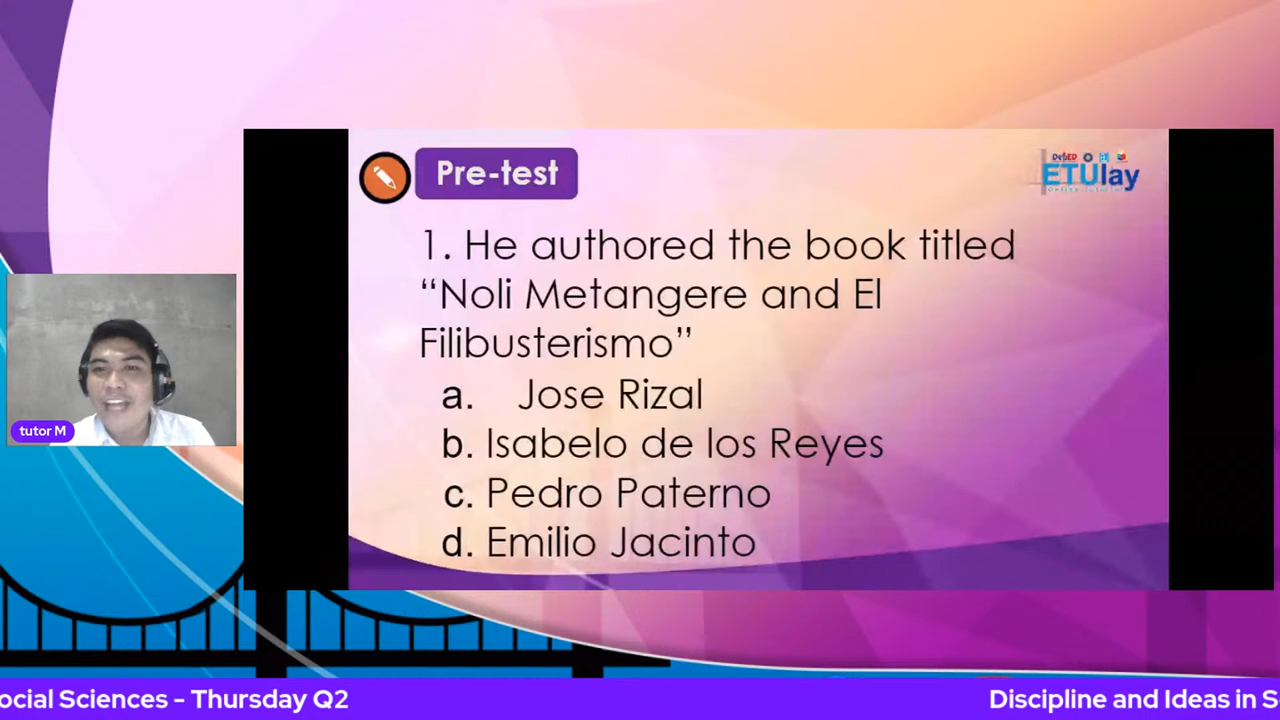 Pre-test
DepED
ETUlay
1. He authored the book titled
“Noli Metangere and El
Filibusterismo”
a. Jose Rizal
b. Isabelo de los Reyes
c. Pedro Paterno
d. Emilio Jacinto
tutor M
ocial Sciences - Thursday Q2
Discipline and Ideas in S